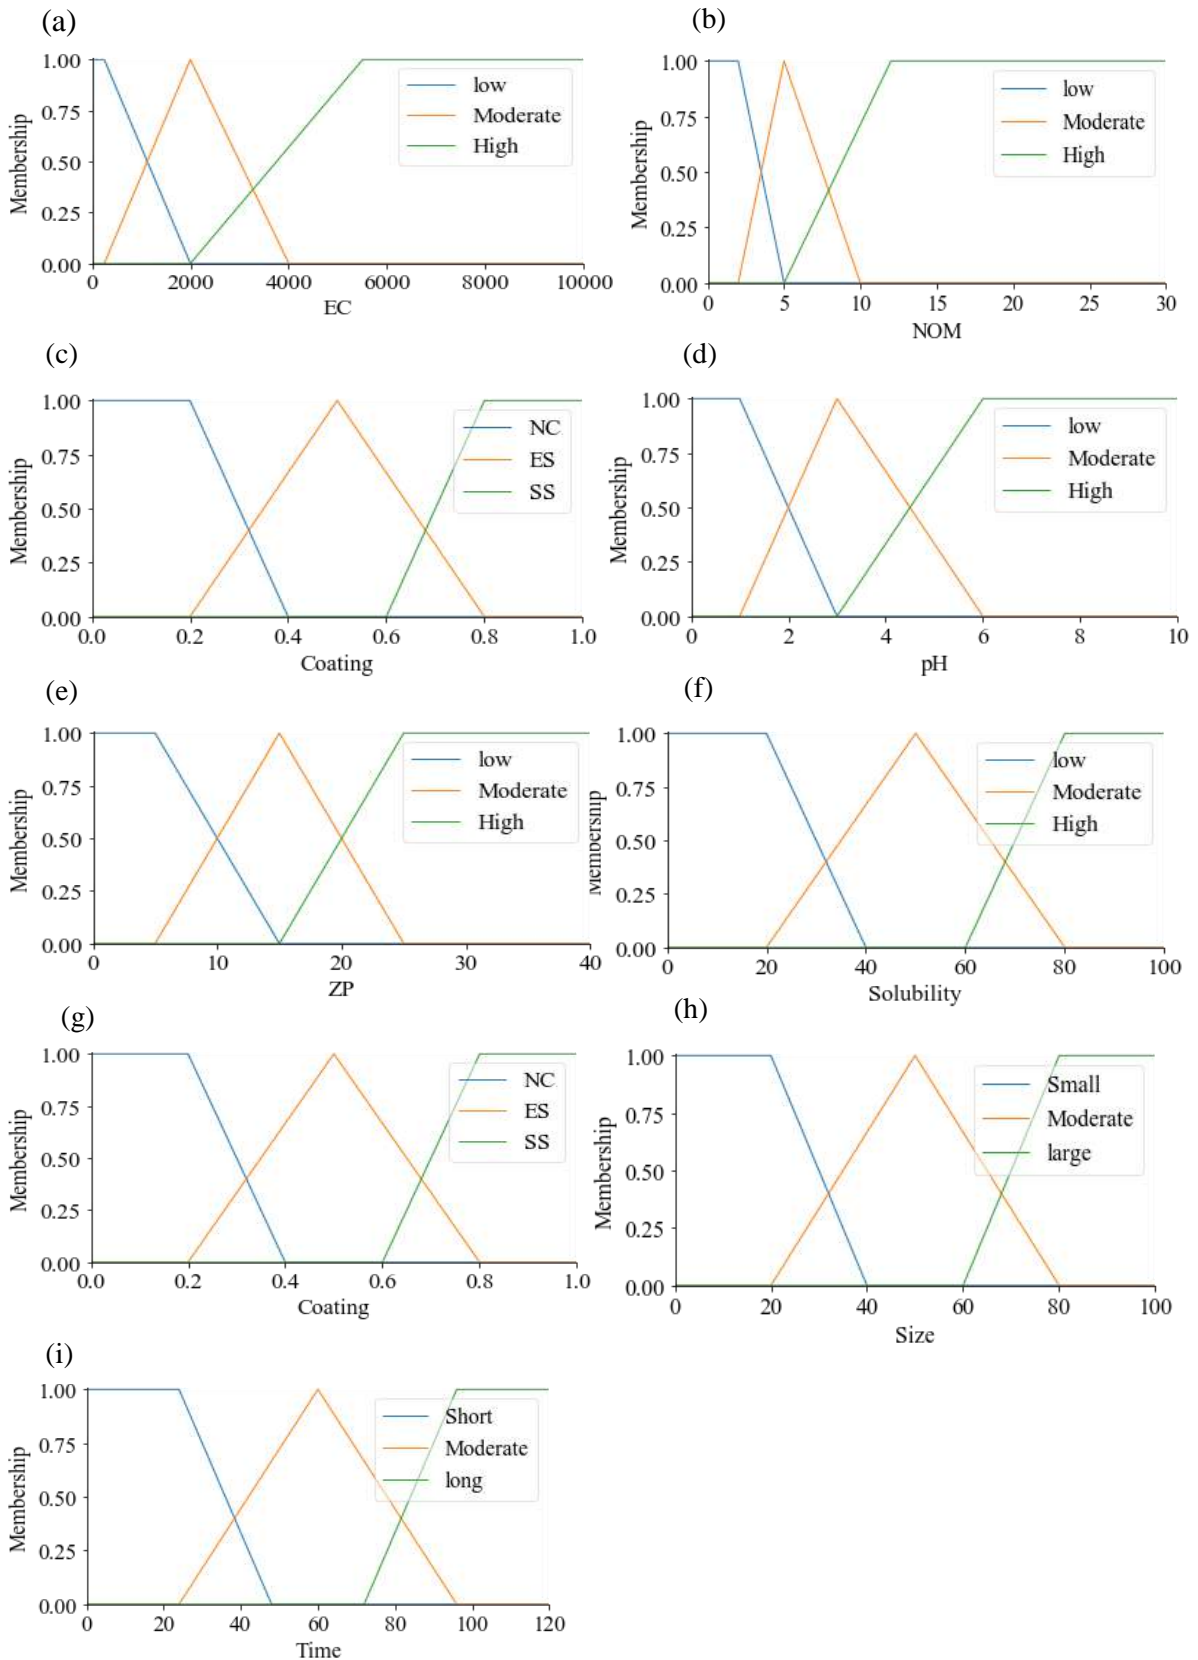 (a)
1.00
0.75
0.50
0.25
0.00
Membership
low
Moderate
High
0 2000 4000 6000 8000 10000
EC
(b)
1.00
0.75
0.50
0.25
0.00
Membership
low
Moderate
High
0 5 10 15 20 25 30
NOM
(c)
1.00
0.75
0.50
0.25
0.00
Membership
NC
ES
SS
0.0 0.2 0.4 0.6 0.8 1.0
Coating
(d)
1.00
0.75
0.50
0.25
0.00
Membership
low
Moderate
High
0 2 4 6 8 10
pH
(e)
1.00
0.75
0.50
0.25
0.00
Membership
low
Moderate
High
0 10 20 30 40
ZP
(f)
1.00
0.75
0.50
0.25
0.00
Membership
low
Moderate
High
0 20 40 60 80 100
Solubility
(g)
1.00
0.75
0.50
0.25
0.00
Membership
NC
ES
SS
0.0 0.2 0.4 0.6 0.8 1.0
Coating
(h)
1.00
0.75
0.50
0.25
0.00
Membership
Small
Moderate
large
0 20 40 60 80 100
Size
(i)
1.00
0.75
0.50
0.25
0.00
Membership
Short
Moderate
long
0 20 40 60 80 100 120
Time